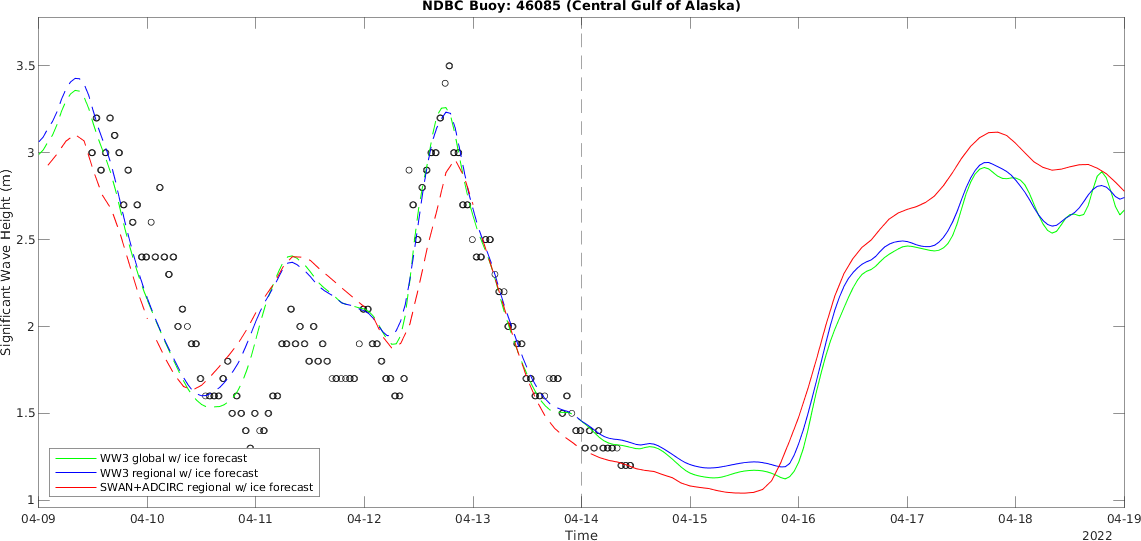 NDBC Buoy: 46085 (Central Gulf of Alaska)
Significant Wave Height (m)
3.5
3
2.5
2
1.5
1
WW3 global w/ ice forecast
WW3 regional w/ ice forecast
SWAN+ADCIRC regional w/ ice forecast
04-09 04-10 04-11 04-12 04-13 04-14 04-15 04-16 04-17 04-18 04-19
Time
2022